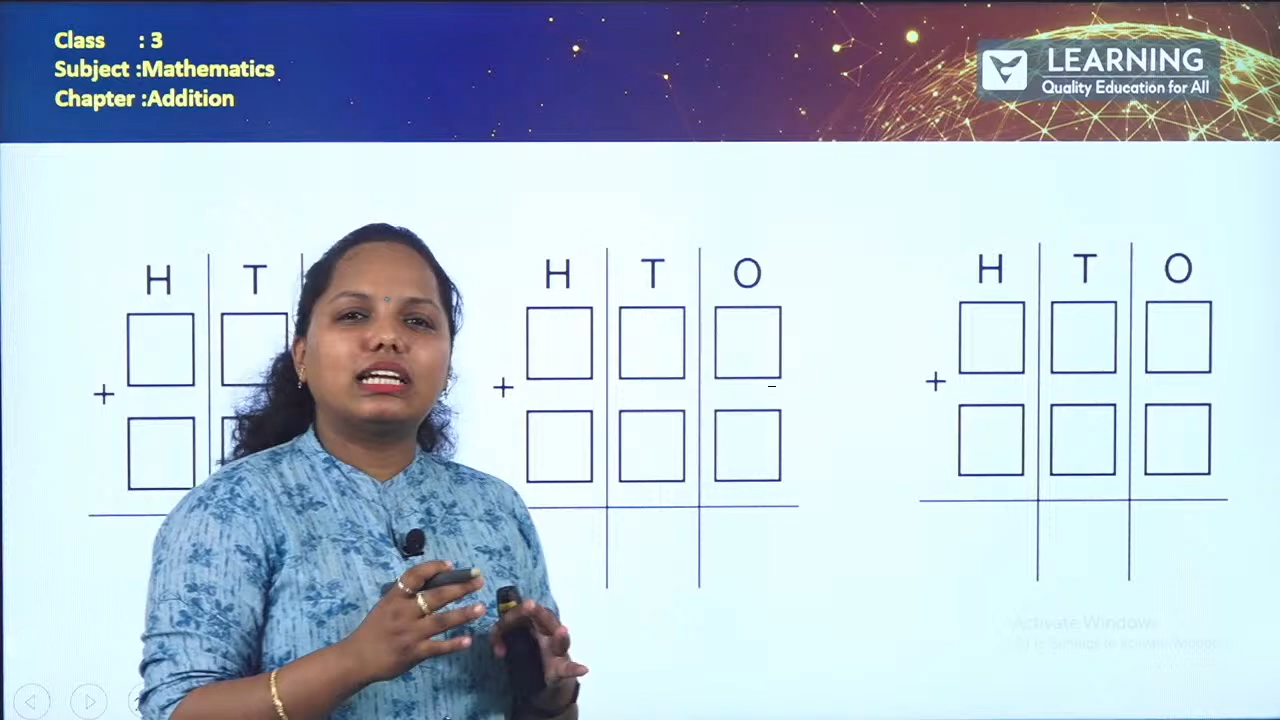 Class : 3
Subject :Mathematics
Chapter :Addition
LEARNING
Quality Education for All
H T
H T O
H T O
+ + +
Activate Windows